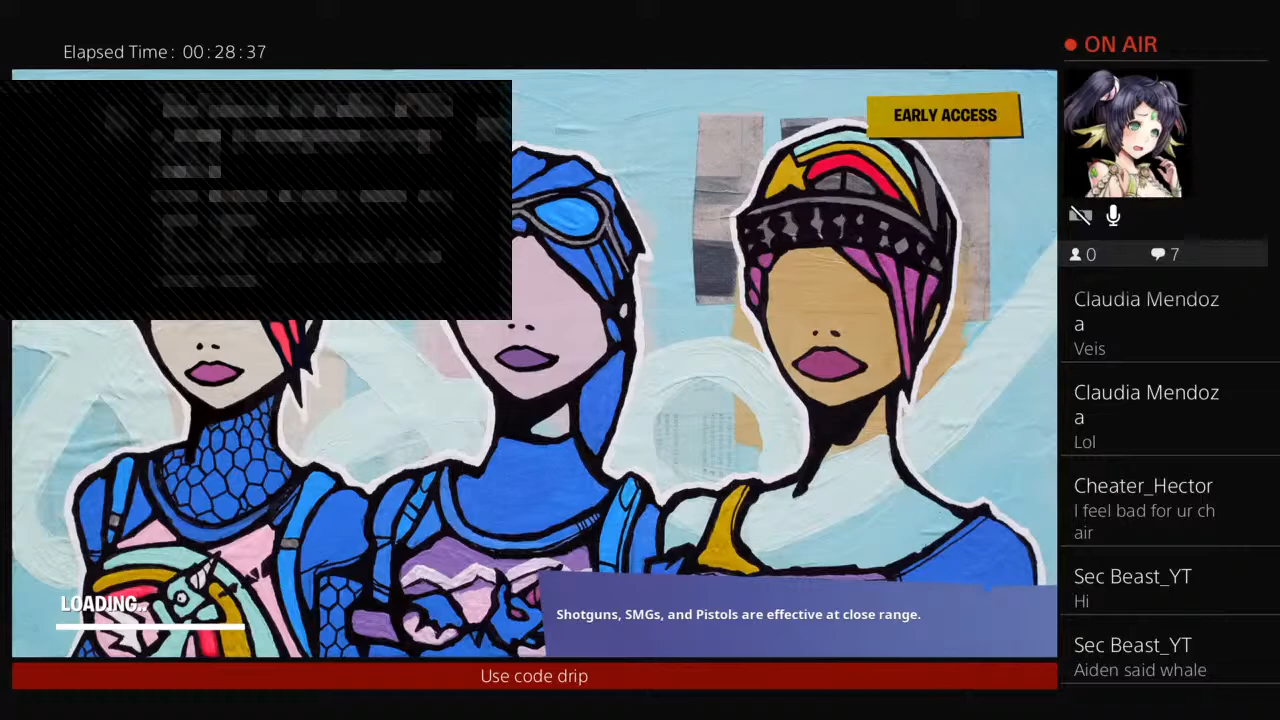 Elapsed Time: 00:28:37
ON AIR
EARLY ACCESS
0 7
Claudia Mendoz
a
Veis
Claudia Mendoz
a
Lol
Cheater_Hector
I feel bad for ur ch
air
Sec Beast_YT
Hi
Sec Beast_YT
Aiden said whale
LOADING..
Shotguns, SMGs, and Pistols are effective at close range.
Use code drip